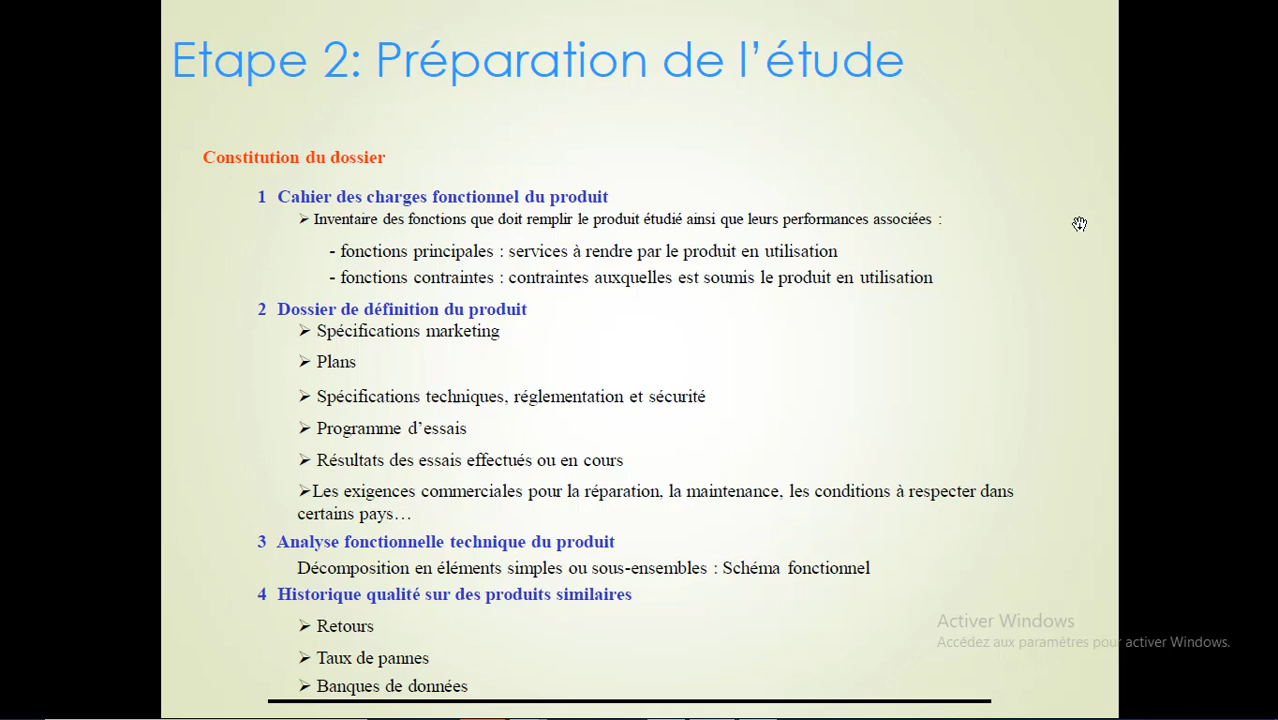 Etape 2: Préparation de l’étude
Constitution du dossier
1 Cahier des charges fonctionnel du produit
➢ Inventaire des fonctions que doit remplir le produit étudié ainsi que leurs performances associées :
- fonctions principales : services à rendre par le produit en utilisation
- fonctions contraintes : contraintes auxquelles est soumis le produit en utilisation
2 Dossier de définition du produit
➢ Spécifications marketing
➢ Plans
➢ Spécifications techniques, réglementation et sécurité
➢ Programme d’essais
➢ Résultats des essais effectués ou en cours
➢Les exigences commerciales pour la réparation, la maintenance, les conditions à respecter dans
certains pays…
3 Analyse fonctionnelle technique du produit
Décomposition en éléments simples ou sous-ensembles : Schéma fonctionnel
4 Historique qualité sur des produits similaires
➢ Retours
➢ Taux de pannes
➢ Banques de données
Activer Windows
Accédez aux paramètres pour activer Windows.